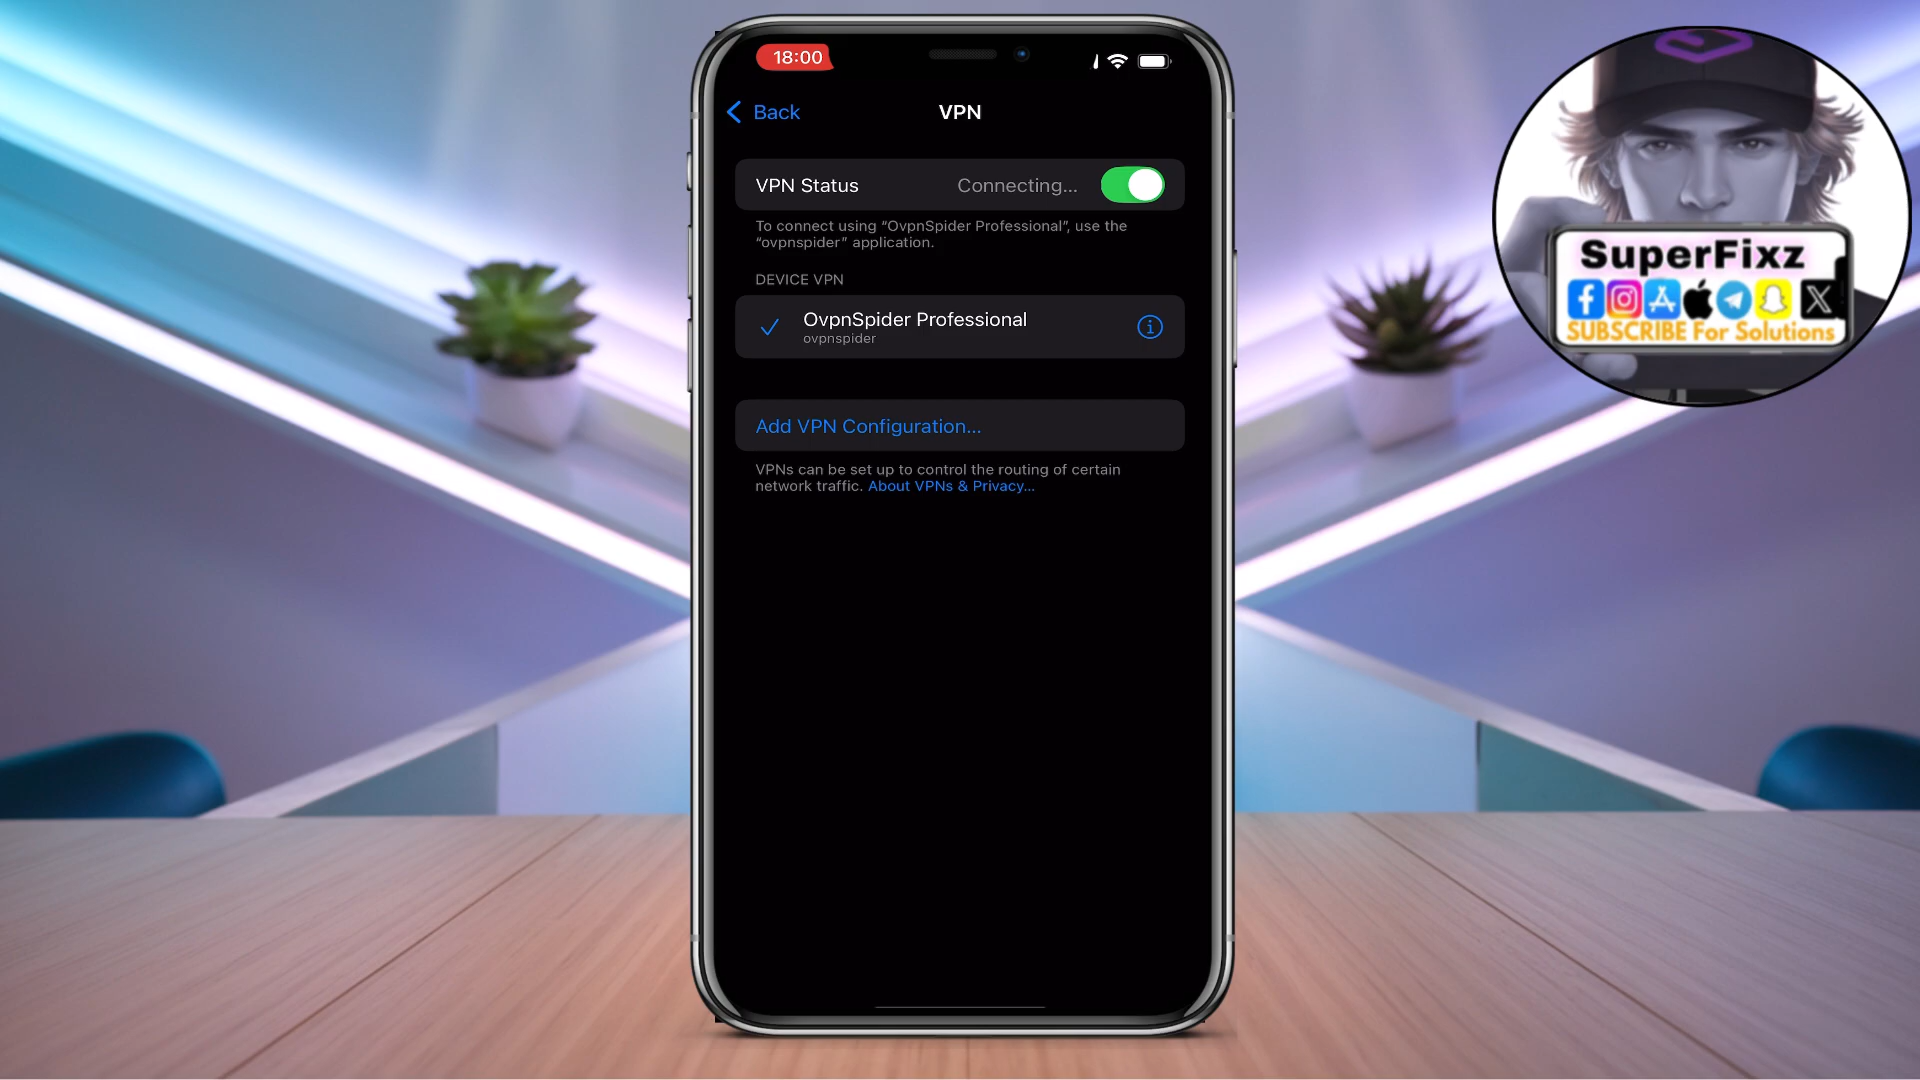 18:00
Back
VPN
VPN Status
Connecting...
To connect using “OvpnSpider Professional”, use the
“ovpnspider” application.
DEVICE VPN
OvpnSpider Professional
ovpnspider
Add VPN Configuration...
VPNs can be set up to control the routing of certain
network traffic. About VPNs & Privacy...
SuperFixz
SUBSCRIBE For Solutions